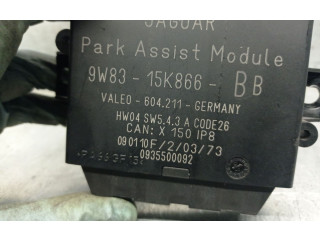 JAGUAR
Park Assist Module
9W83 - 15K866 - BB
VALEO - 604.211 - GERMANY
HW04 SW5.4.3 A CODE26
CAN: X 150 IP8
090110F/2/03/73
0935500092